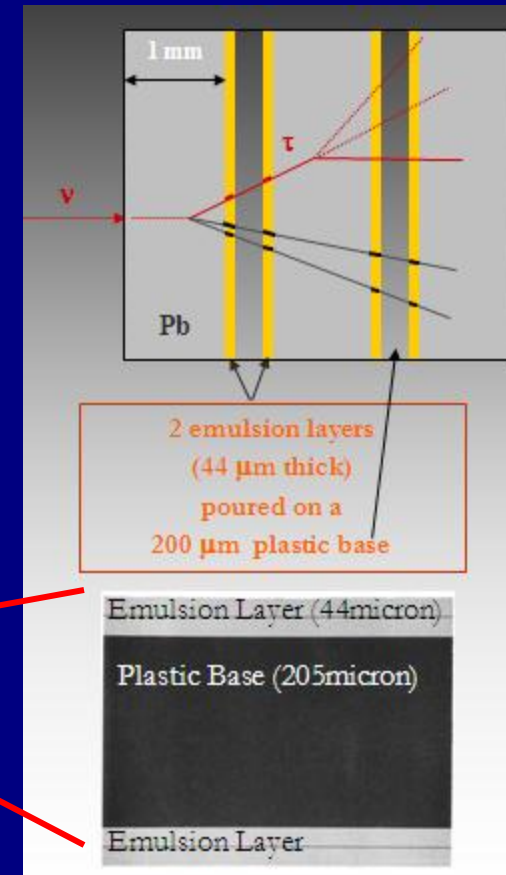 1 mm
τ
ν
Pb
2 emulsion layers
(44 μm thick)
poured on a
200 μm plastic base
Emulsion Layer (44micron)
Plastic Base (205micron)
Emulsion Layer